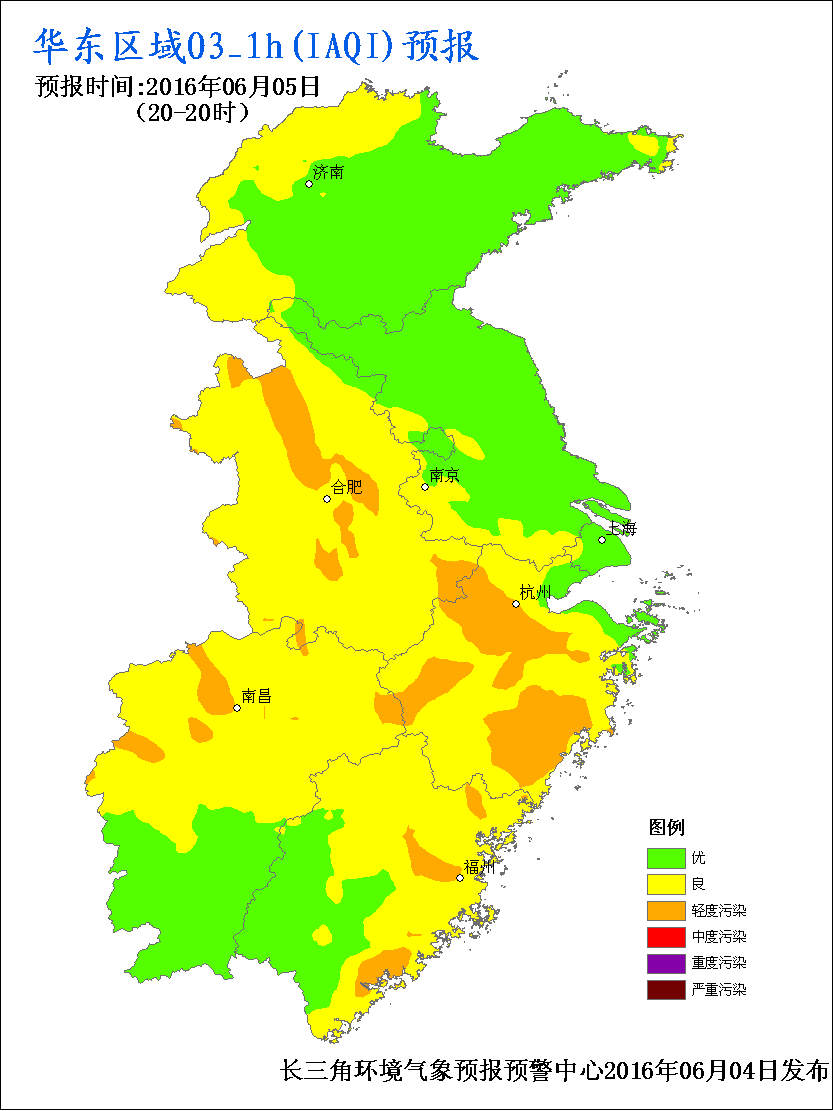 华东区域O3_1h(IAQI)预报
预报时间:2016年06月05日
（20-20时）
济南
南京
合肥
上海
杭州
南昌
福州
图例
优
良
轻度污染
中度污染
重度污染
严重污染
长三角环境气象预报预警中心2016年06月04日发布